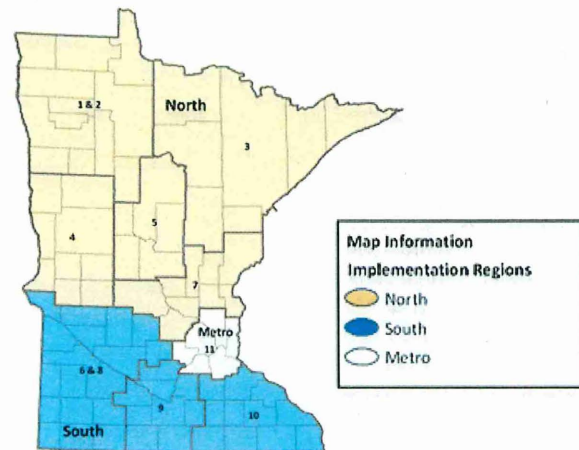 1 & 2
North
3
5
4
7
Metro
11
6 & 8
9
10
South
Map Information
Implementation Regions
North
South
Metro